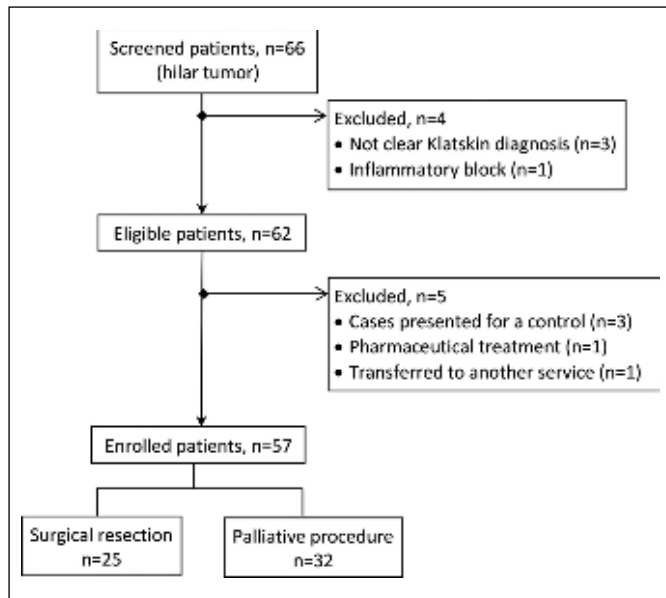 Screened patients, n=66
(hilar tumor)
Excluded, n=4
• Not clear Klatskin diagnosis (n=3)
• Inflammatory block (n=1)
Eligible patients, n=62
Excluded, n=5
• Cases presented for a control (n=3)
• Pharmaceutical treatment (n=1)
• Transferred to another service (n=1)
Enrolled patients, n=57
Surgical resection
n=25
Palliative procedure
n=32